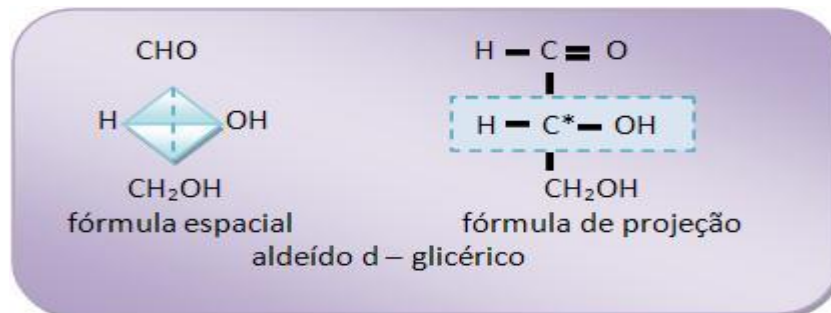 CHO H – C = O
H OH H – C* – OH
CH₂OH CH₂OH
fórmula espacial fórmula de projeção
aldeído d – glicérico